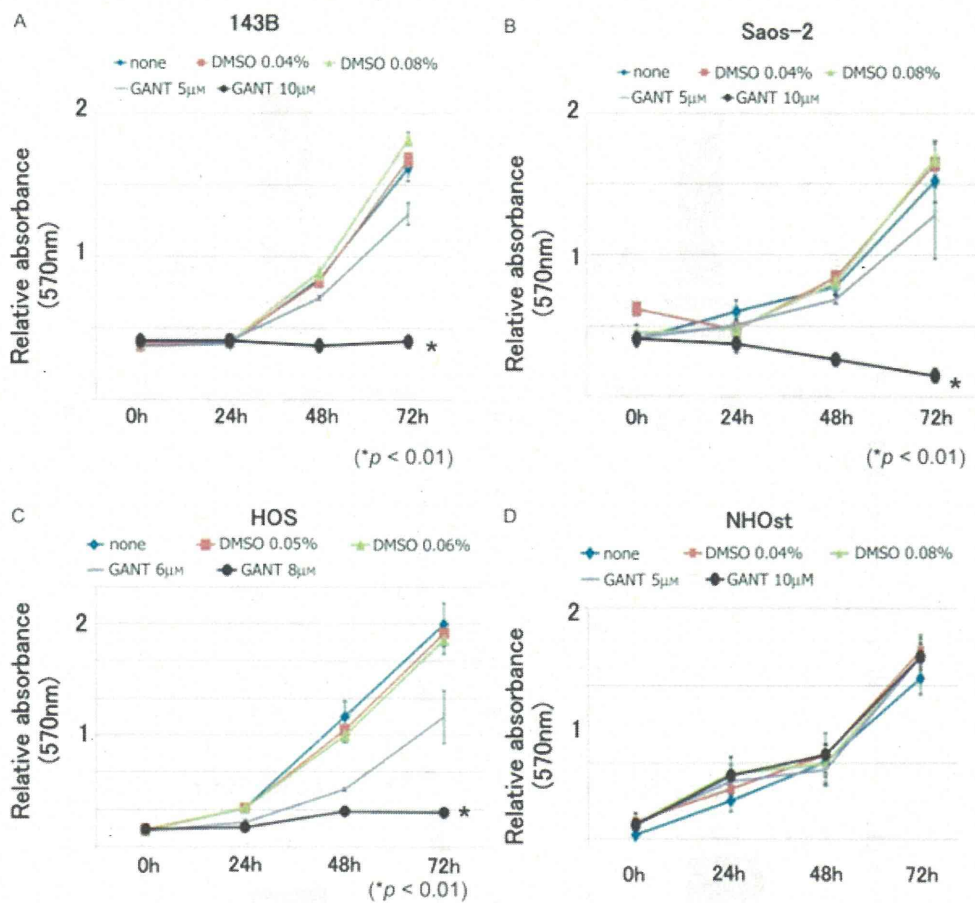 A
143B
none DMSO 0.04% DMSO 0.08%
GANT 5μM GANT 10μM
2
1
Relative absorbance
(570nm)
*
0h 24h 48h 72h
(*p < 0.01)
B
Saos-2
none DMSO 0.04% DMSO 0.08%
GANT 5μM GANT 10μM
2
1
Relative absorbance
(570nm)
*
0h 24h 48h 72h
(*p < 0.01)
C
HOS
none DMSO 0.05% DMSO 0.06%
GANT 6μM GANT 8μM
2
1
Relative absorbance
(570nm)
*
0h 24h 48h 72h
(*p < 0.01)
D
NHOst
none DMSO 0.04% DMSO 0.08%
GANT 5μM GANT 10μM
2
1
Relative absorbance
(570nm)
0h 24h 48h 72h